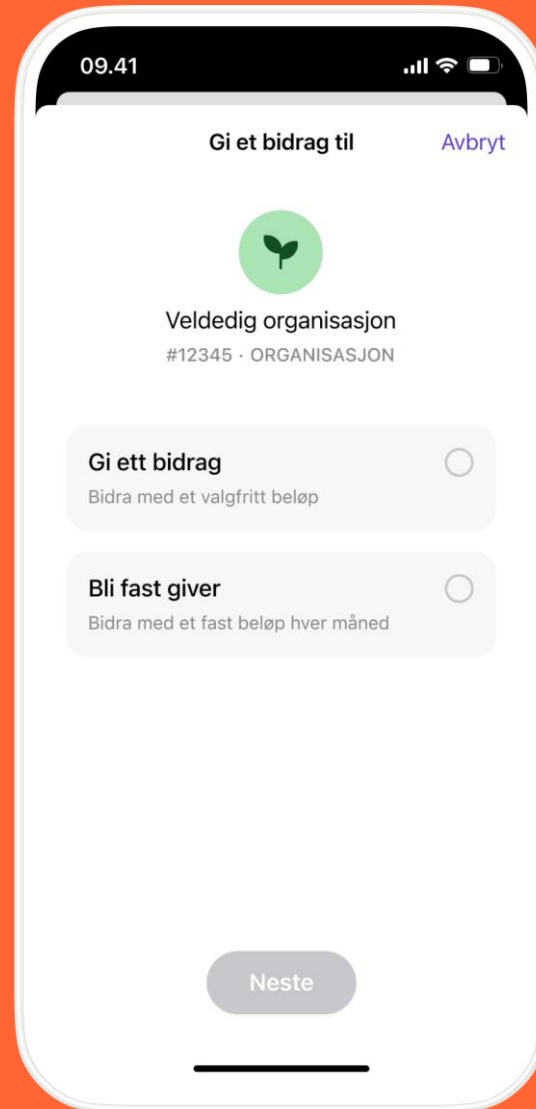 09.41
Gi et bidrag til
Avbryt
Veldedig organisasjon
#12345 · ORGANISASJON
Gi ett bidrag
Bidra med et valgfritt beløp
Bli fast giver
Bidra med et fast beløp hver måned
Neste